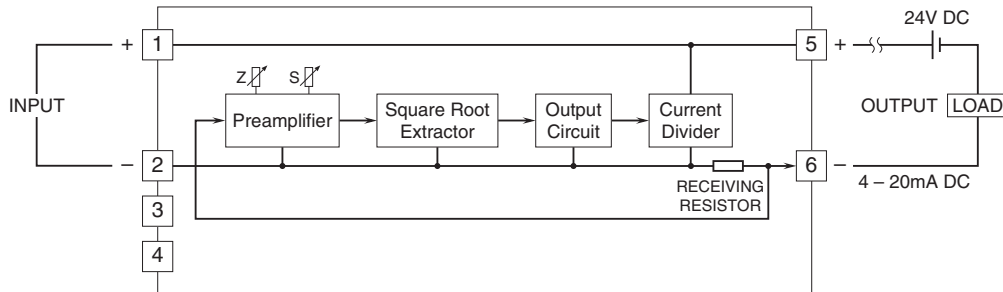 24V DC
+ 1
5 +
Z
S
INPUT
Preamplifier
Square Root
Extractor
Output
Circuit
Current
Divider
OUTPUT
LOAD
− 2
6 −
RECEIVING
RESISTOR
4 – 20mA DC
3
4